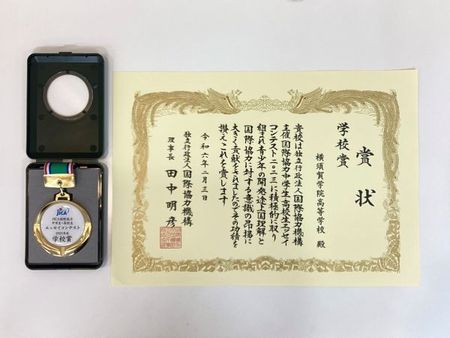 賞状
学校賞
横須賀学院高等学校 殿
貴校は独立行政法人国際協力機構
主催国際協力中学生・高校生エッセイ
コンテスト二〇二三に積極的に取り
組まれ青少年の開発途上国理解と
国際協力に対する意識の昂揚に
大きく貢献をされましたのでその功績を
讃えこれを賞します
令和六年二月三日
独立行政法人国際協力機構
理事長 田中明彦
JICA
エッセイコンテスト
学校賞